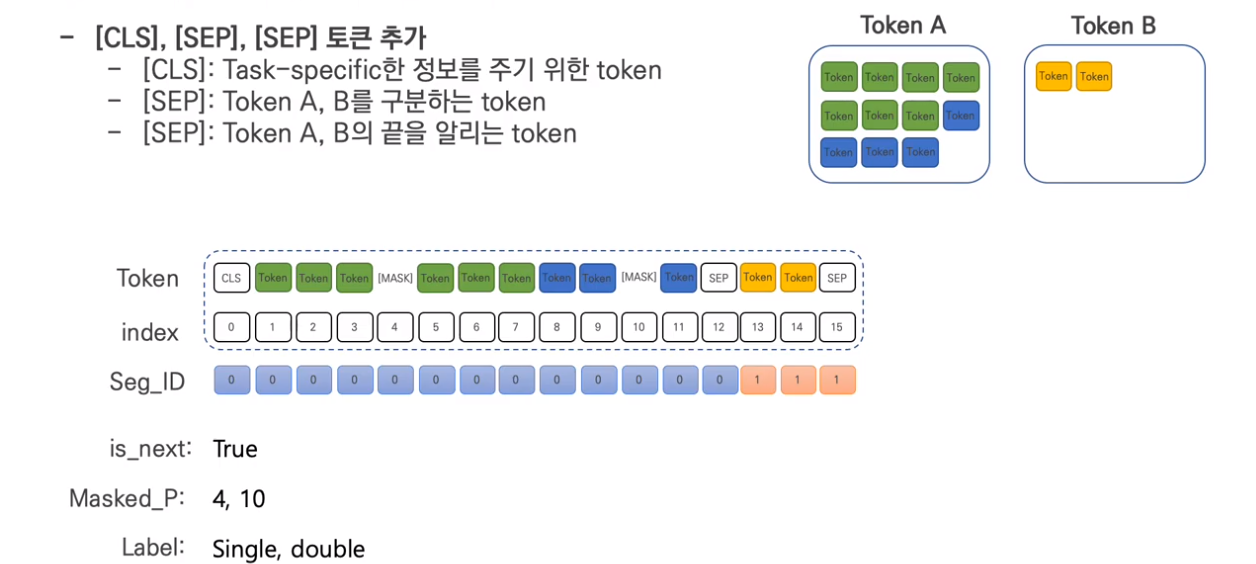 - [CLS], [SEP], [SEP] 토큰 추가
- [CLS]: Task-specific한 정보를 주기 위한 token
- [SEP]: Token A, B를 구분하는 token
- [SEP]: Token A, B의 끝을 알리는 token
Token A
Token Token Token Token
Token Token Token Token
Token Token Token
Token B
Token Token
Token CLS Token Token Token [MASK] Token Token Token Token Token [MASK] Token SEP Token Token SEP
index 0 1 2 3 4 5 6 7 8 9 10 11 12 13 14 15
Seg_ID 0 0 0 0 0 0 0 0 0 0 0 0 0 1 1 1
is_next: True
Masked_P: 4, 10
Label: Single, double